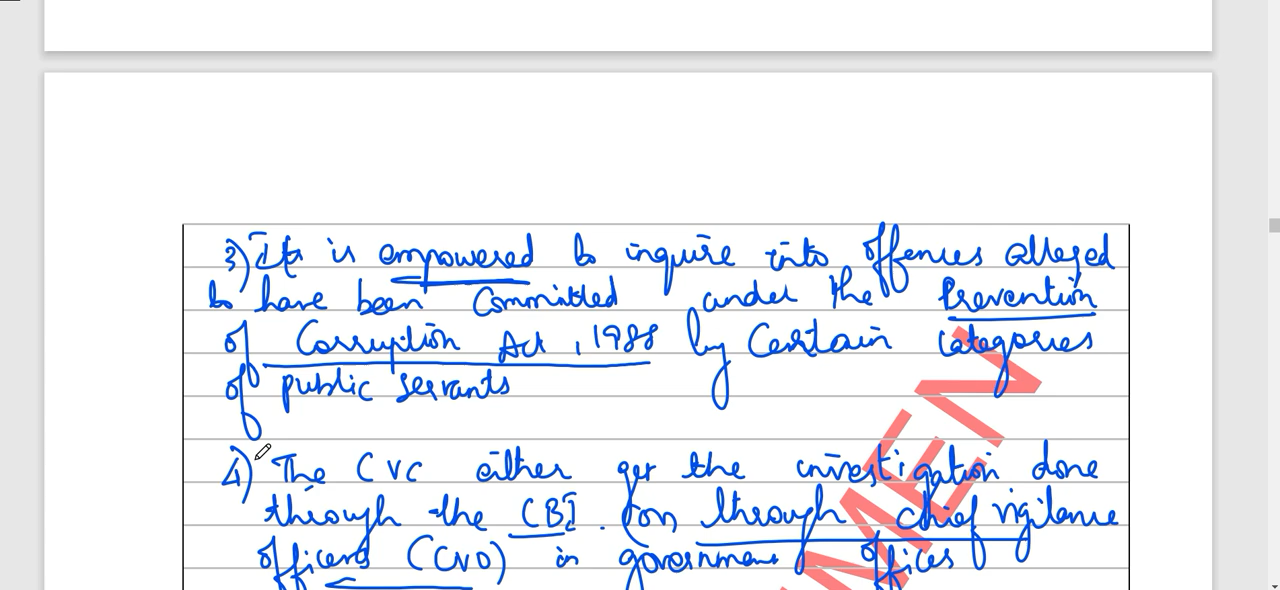 3) It is empowered to inquire into offences alleged
to have been committed under the Prevention
of Corruption Act, 1988 by Certain categories
of public servants
4) The CVC either get the investigation done
through the CBI or through chief vigilance
officers (CVO) in government offices
MEN